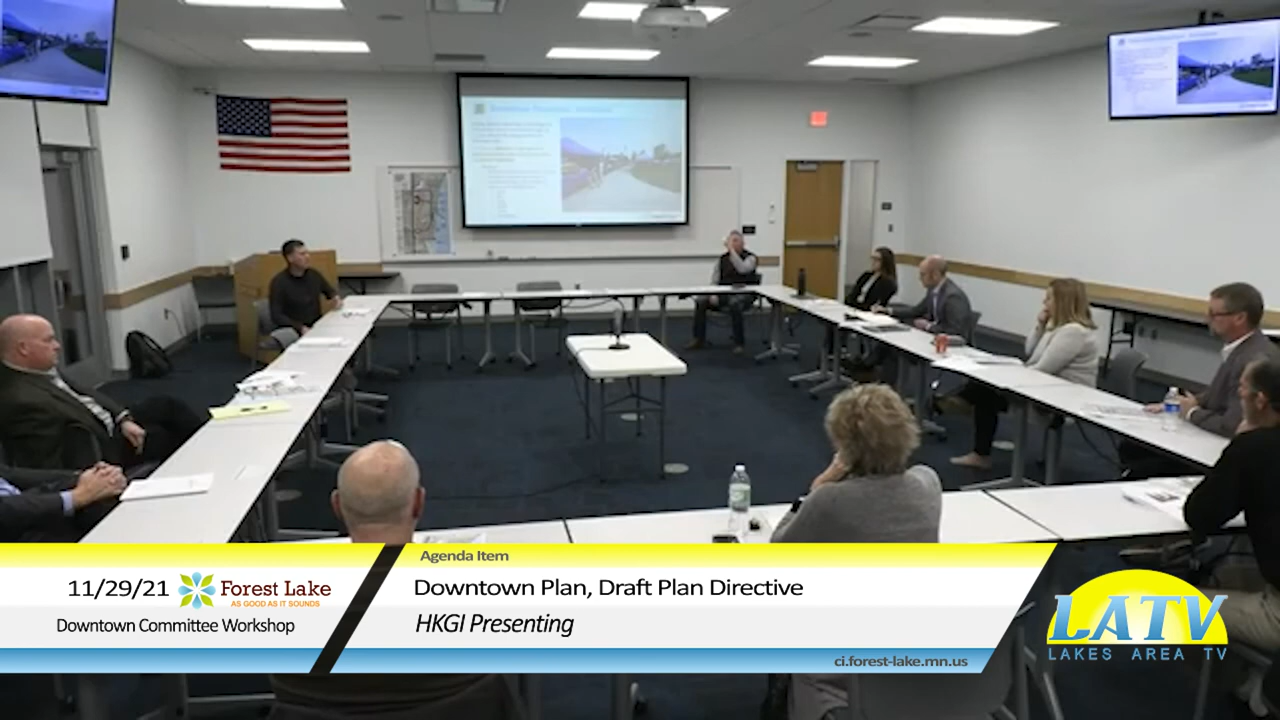 Agenda Item
11/29/21
Forest Lake
AS GOOD AS IT SOUNDS
Downtown Plan, Draft Plan Directive
Downtown Committee Workshop
HKGI Presenting
ci.forest-lake.mn.us
LATV
LAKES AREA TV